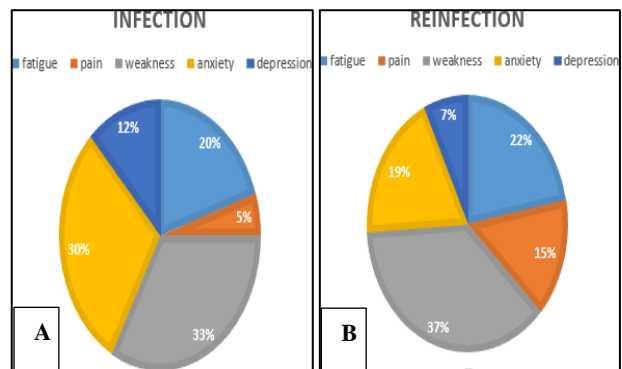 INFECTION
fatigue pain weakness anxiety depression
12%
20%
5%
30%
33%
A
REINFECTION
fatigue pain weakness anxiety depression
7%
22%
19%
15%
37%
B